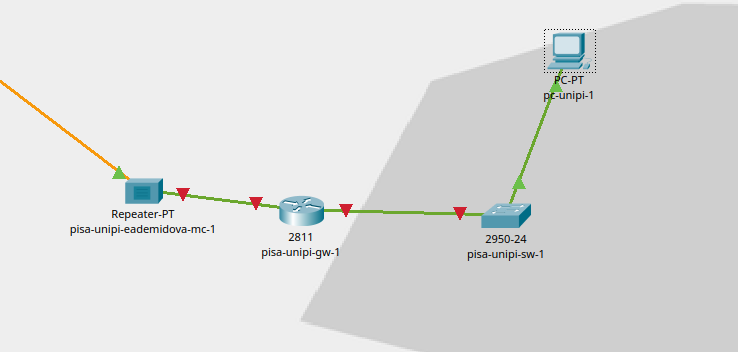 PC-PT
pc-unipi-1
Repeater-PT
pisa-unipi-eademidova-mc-1
2811
pisa-unipi-gw-1
2950-24
pisa-unipi-sw-1